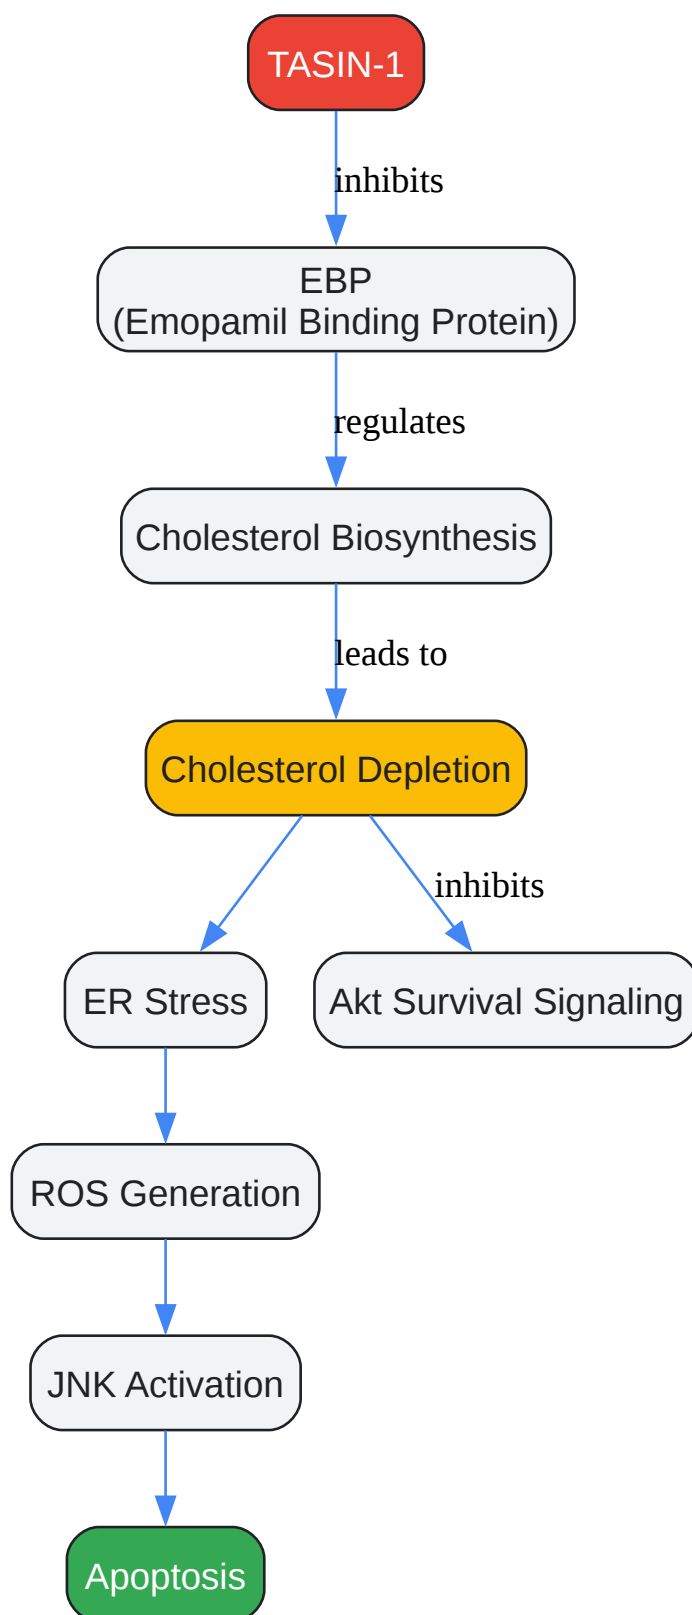 TASIN-1
inhibits
EBP
(Emopamil Binding Protein)
regulates
Cholesterol Biosynthesis
leads to
Cholesterol Depletion
inhibits
ER Stress
Akt Survival Signaling
ROS Generation
JNK Activation
Apoptosis